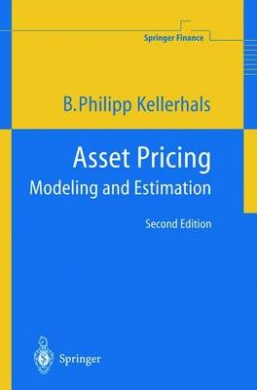 Springer Finance
B. Philipp Kellerhals
Asset Pricing
Modeling and Estimation
Second Edition
Springer